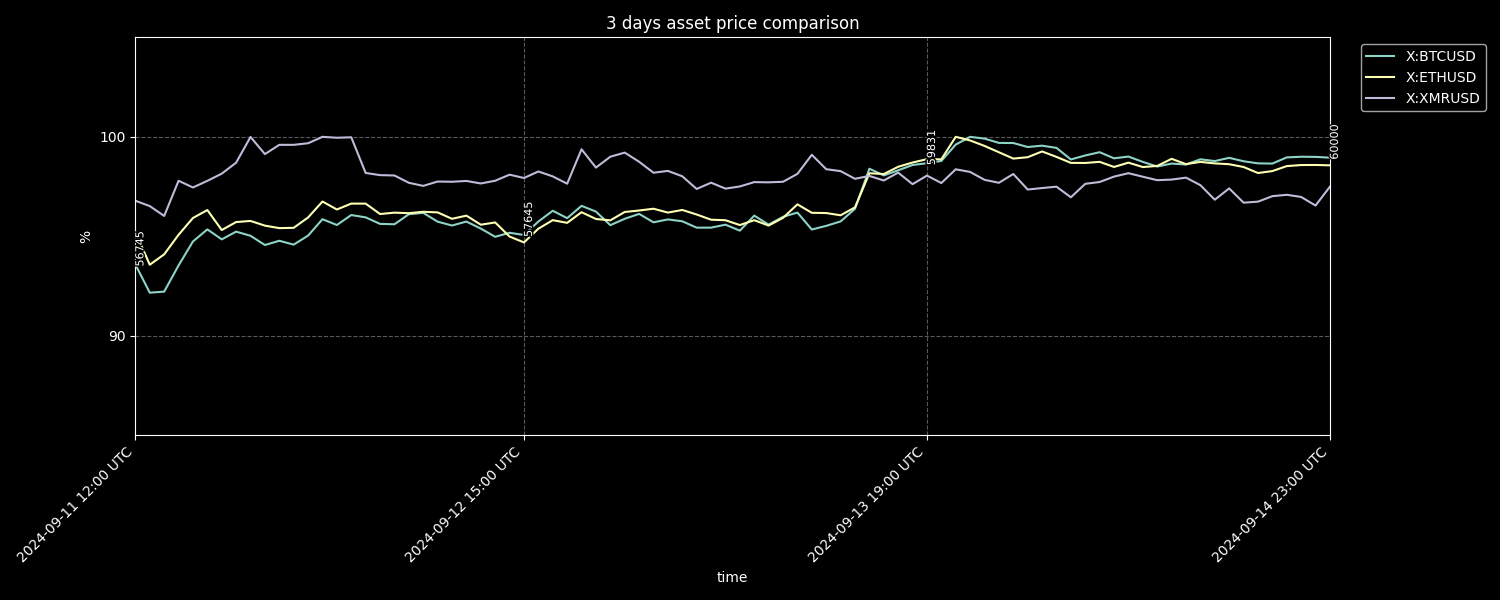 3 days asset price comparison
X:BTCUSD
X:ETHUSD
X:XMRUSD
%
100
90
56745
57645
59831
60000
2024-09-11 12:00 UTC
2024-09-12 15:00 UTC
2024-09-13 19:00 UTC
2024-09-14 23:00 UTC
time